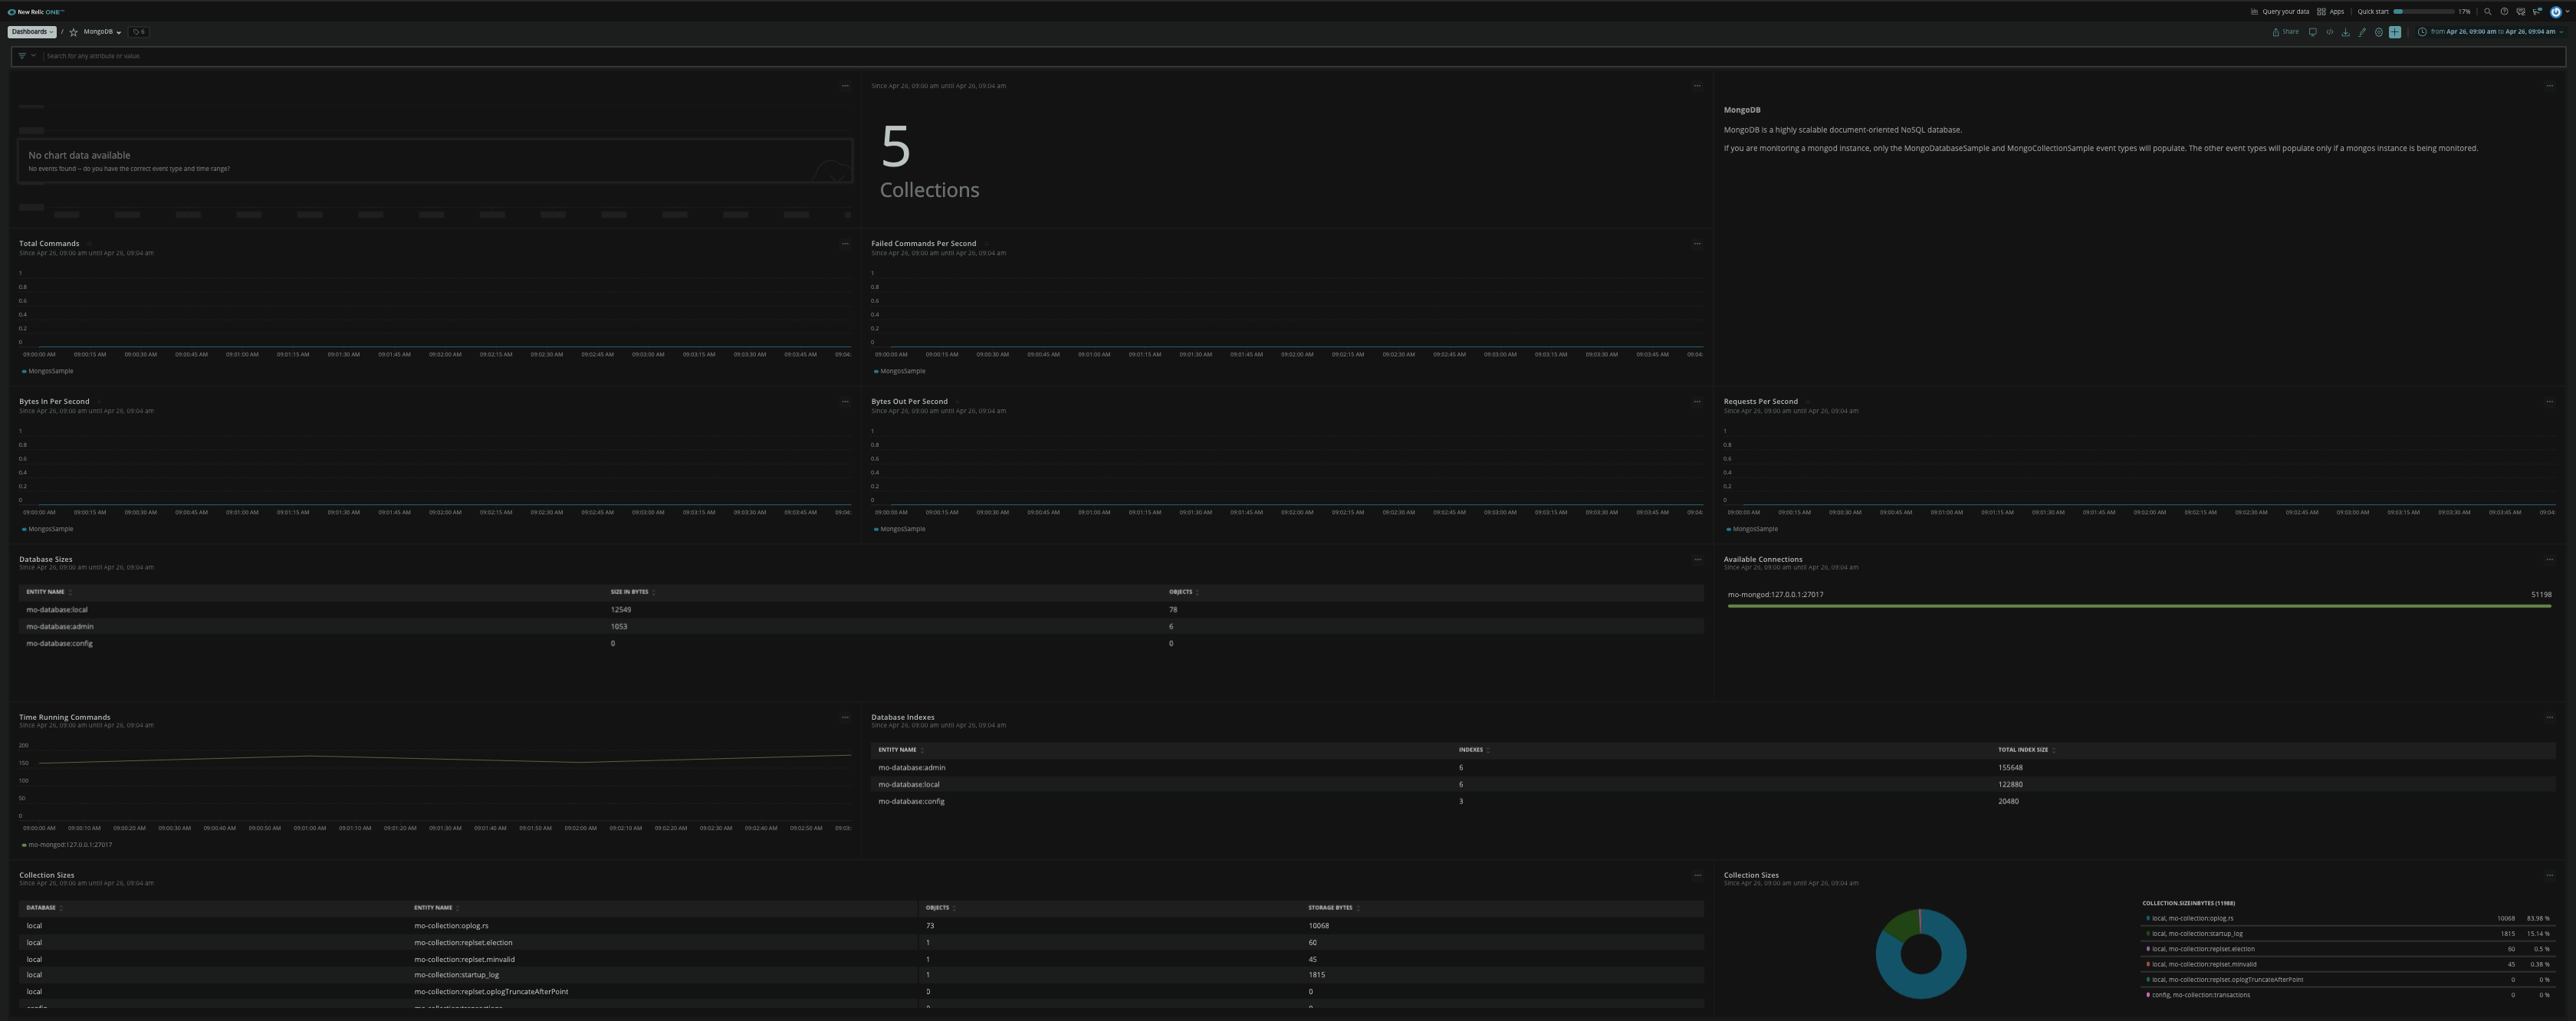 New Relic ONE™
Query your data Apps Quick start 17%
Dashboards / MongoDB 6
Share from Apr 26, 09:00 am to Apr 26, 09:04 am
Search for any attribute or value.
No chart data available
No events found -- do you have the correct event type and time range?
Since Apr 26, 09:00 am until Apr 26, 09:04 am
5
Collections
MongoDB
MongoDB is a highly scalable document-oriented NoSQL database.
If you are monitoring a mongod instance, only the MongoDatabaseSample and MongoCollectionSample event types will populate. The other event types will populate only if a mongos instance is being monitored.
Total Commands
Since Apr 26, 09:00 am until Apr 26, 09:04 am
1
0.8
0.6
0.4
0.2
0
09:00:00 AM 09:00:15 AM 09:00:30 AM 09:00:45 AM 09:01:00 AM 09:01:15 AM 09:01:30 AM 09:01:45 AM 09:02:00 AM 09:02:15 AM 09:02:30 AM 09:02:45 AM 09:03:00 AM 09:03:15 AM 09:03:30 AM 09:03:45 AM 09:04:
MongosSample
Failed Commands Per Second
Since Apr 26, 09:00 am until Apr 26, 09:04 am
1
0.8
0.6
0.4
0.2
0
09:00:00 AM 09:00:15 AM 09:00:30 AM 09:00:45 AM 09:01:00 AM 09:01:15 AM 09:01:30 AM 09:01:45 AM 09:02:00 AM 09:02:15 AM 09:02:30 AM 09:02:45 AM 09:03:00 AM 09:03:15 AM 09:03:30 AM 09:03:45 AM 09:04:
MongosSample
Bytes In Per Second
Since Apr 26, 09:00 am until Apr 26, 09:04 am
1
0.8
0.6
0.4
0.2
0
09:00:00 AM 09:00:15 AM 09:00:30 AM 09:00:45 AM 09:01:00 AM 09:01:15 AM 09:01:30 AM 09:01:45 AM 09:02:00 AM 09:02:15 AM 09:02:30 AM 09:02:45 AM 09:03:00 AM 09:03:15 AM 09:03:30 AM 09:03:45 AM 09:04:
MongosSample
Bytes Out Per Second
Since Apr 26, 09:00 am until Apr 26, 09:04 am
1
0.8
0.6
0.4
0.2
0
09:00:00 AM 09:00:15 AM 09:00:30 AM 09:00:45 AM 09:01:00 AM 09:01:15 AM 09:01:30 AM 09:01:45 AM 09:02:00 AM 09:02:15 AM 09:02:30 AM 09:02:45 AM 09:03:00 AM 09:03:15 AM 09:03:30 AM 09:03:45 AM 09:04:
MongosSample
Requests Per Second
Since Apr 26, 09:00 am until Apr 26, 09:04 am
1
0.8
0.6
0.4
0.2
0
09:00:00 AM 09:00:15 AM 09:00:30 AM 09:00:45 AM 09:01:00 AM 09:01:15 AM 09:01:30 AM 09:01:45 AM 09:02:00 AM 09:02:15 AM 09:02:30 AM 09:02:45 AM 09:03:00 AM 09:03:15 AM 09:03:30 AM 09:03:45 AM 09:04:
MongosSample
Database Sizes
Since Apr 26, 09:00 am until Apr 26, 09:04 am
ENTITY NAME SIZE IN BYTES OBJECTS
mo-database:local 12549 78
mo-database:admin 1053 6
mo-database:config 0 0
Available Connections
Since Apr 26, 09:00 am until Apr 26, 09:04 am
mo-mongod:127.0.0.1:27017 51198
Time Running Commands
Since Apr 26, 09:00 am until Apr 26, 09:04 am
200
150
100
50
0
09:00:00 AM 09:00:10 AM 09:00:20 AM 09:00:30 AM 09:00:40 AM 09:00:50 AM 09:01:00 AM 09:01:10 AM 09:01:20 AM 09:01:30 AM 09:01:40 AM 09:01:50 AM 09:02:00 AM 09:02:10 AM 09:02:20 AM 09:02:30 AM 09:02:40 AM 09:02:50 AM 09:03:
mo-mongod:127.0.0.1:27017
Database Indexes
Since Apr 26, 09:00 am until Apr 26, 09:04 am
ENTITY NAME INDEXES TOTAL INDEX SIZE
mo-database:admin 6 155648
mo-database:local 6 122880
mo-database:config 3 20480
Collection Sizes
Since Apr 26, 09:00 am until Apr 26, 09:04 am
DATABASE ENTITY NAME OBJECTS STORAGE BYTES
local mo-collection:oplog.rs 73 10068
local mo-collection:replset.election 1 60
local mo-collection:replset.minvalid 1 45
local mo-collection:startup_log 1 1815
local mo-collection:replset.oplogTruncateAfterPoint 0 0
Collection Sizes
Since Apr 26, 09:00 am until Apr 26, 09:04 am
COLLECTION.SIZEINBYTES (11988)
local, mo-collection:oplog.rs 10068 83.98 %
local, mo-collection:startup_log 1815 15.14 %
local, mo-collection:replset.election 60 0.5 %
local, mo-collection:replset.minvalid 45 0.38 %
local, mo-collection:replset.oplogTruncateAfterPoint 0 0 %
config, mo-collection:transactions 0 0 %